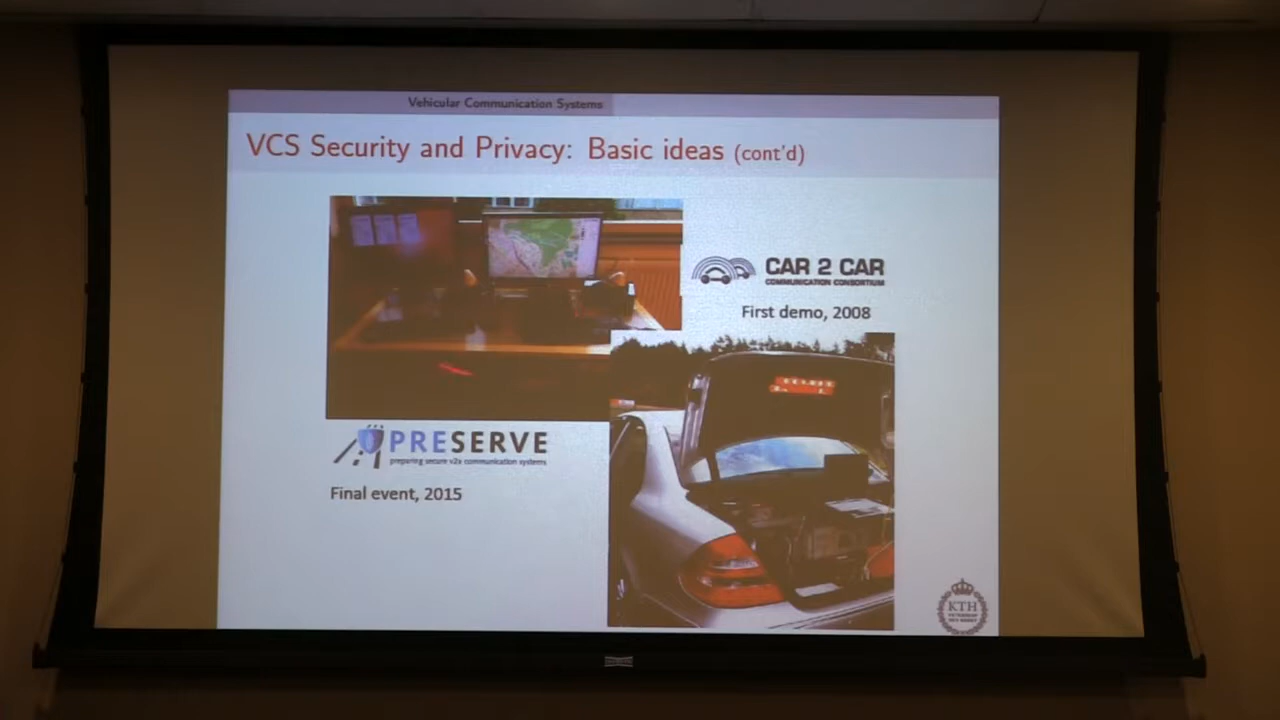 Vehicular Communication Systems
VCS Security and Privacy: Basic ideas (cont'd)
CAR 2 CAR
COMMUNICATION CONSORTIUM
First demo, 2008
PRESERVE
preparing secure v2x communication systems
Final event, 2015
KTH